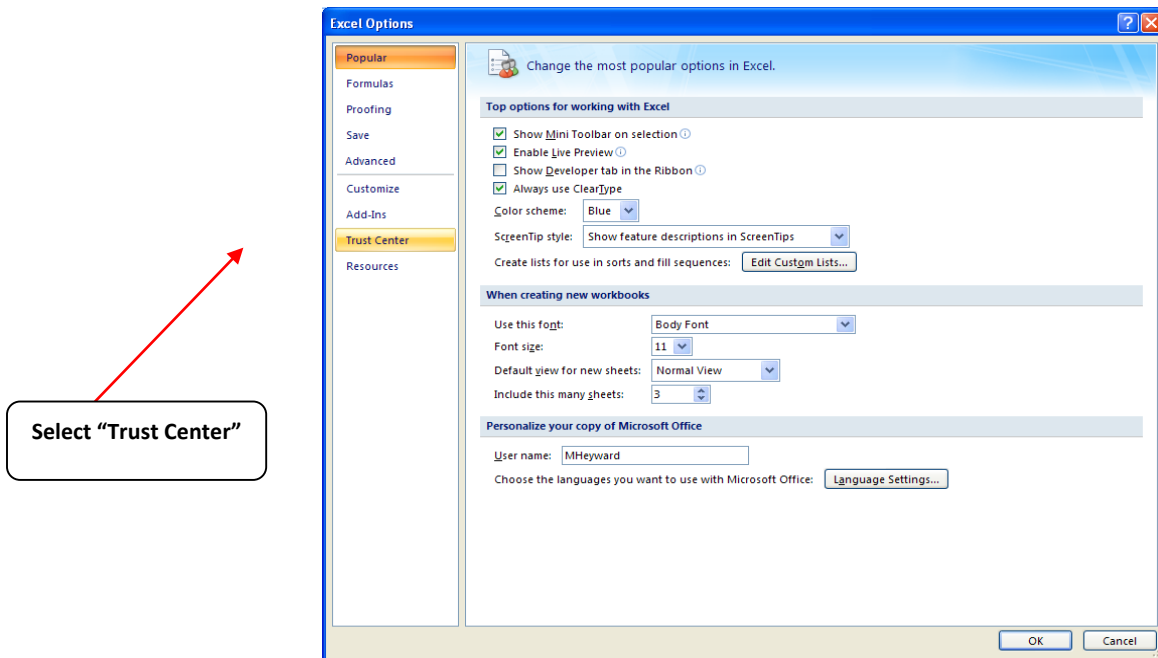 Excel Options
Popular
Formulas
Proofing
Save
Advanced
Customize
Add-Ins
Trust Center
Resources
Change the most popular options in Excel.
Top options for working with Excel
Show Mini Toolbar on selection
Enable Live Preview
Show Developer tab in the Ribbon
Always use ClearType
Color scheme: Blue
ScreenTip style: Show feature descriptions in ScreenTips
Create lists for use in sorts and fill sequences: Edit Custom Lists...
When creating new workbooks
Use this font: Body Font
Font size: 11
Default view for new sheets: Normal View
Include this many sheets: 3
Personalize your copy of Microsoft Office
User name: MHeyward
Choose the languages you want to use with Microsoft Office: Language Settings...
OK Cancel
Select “Trust Center”